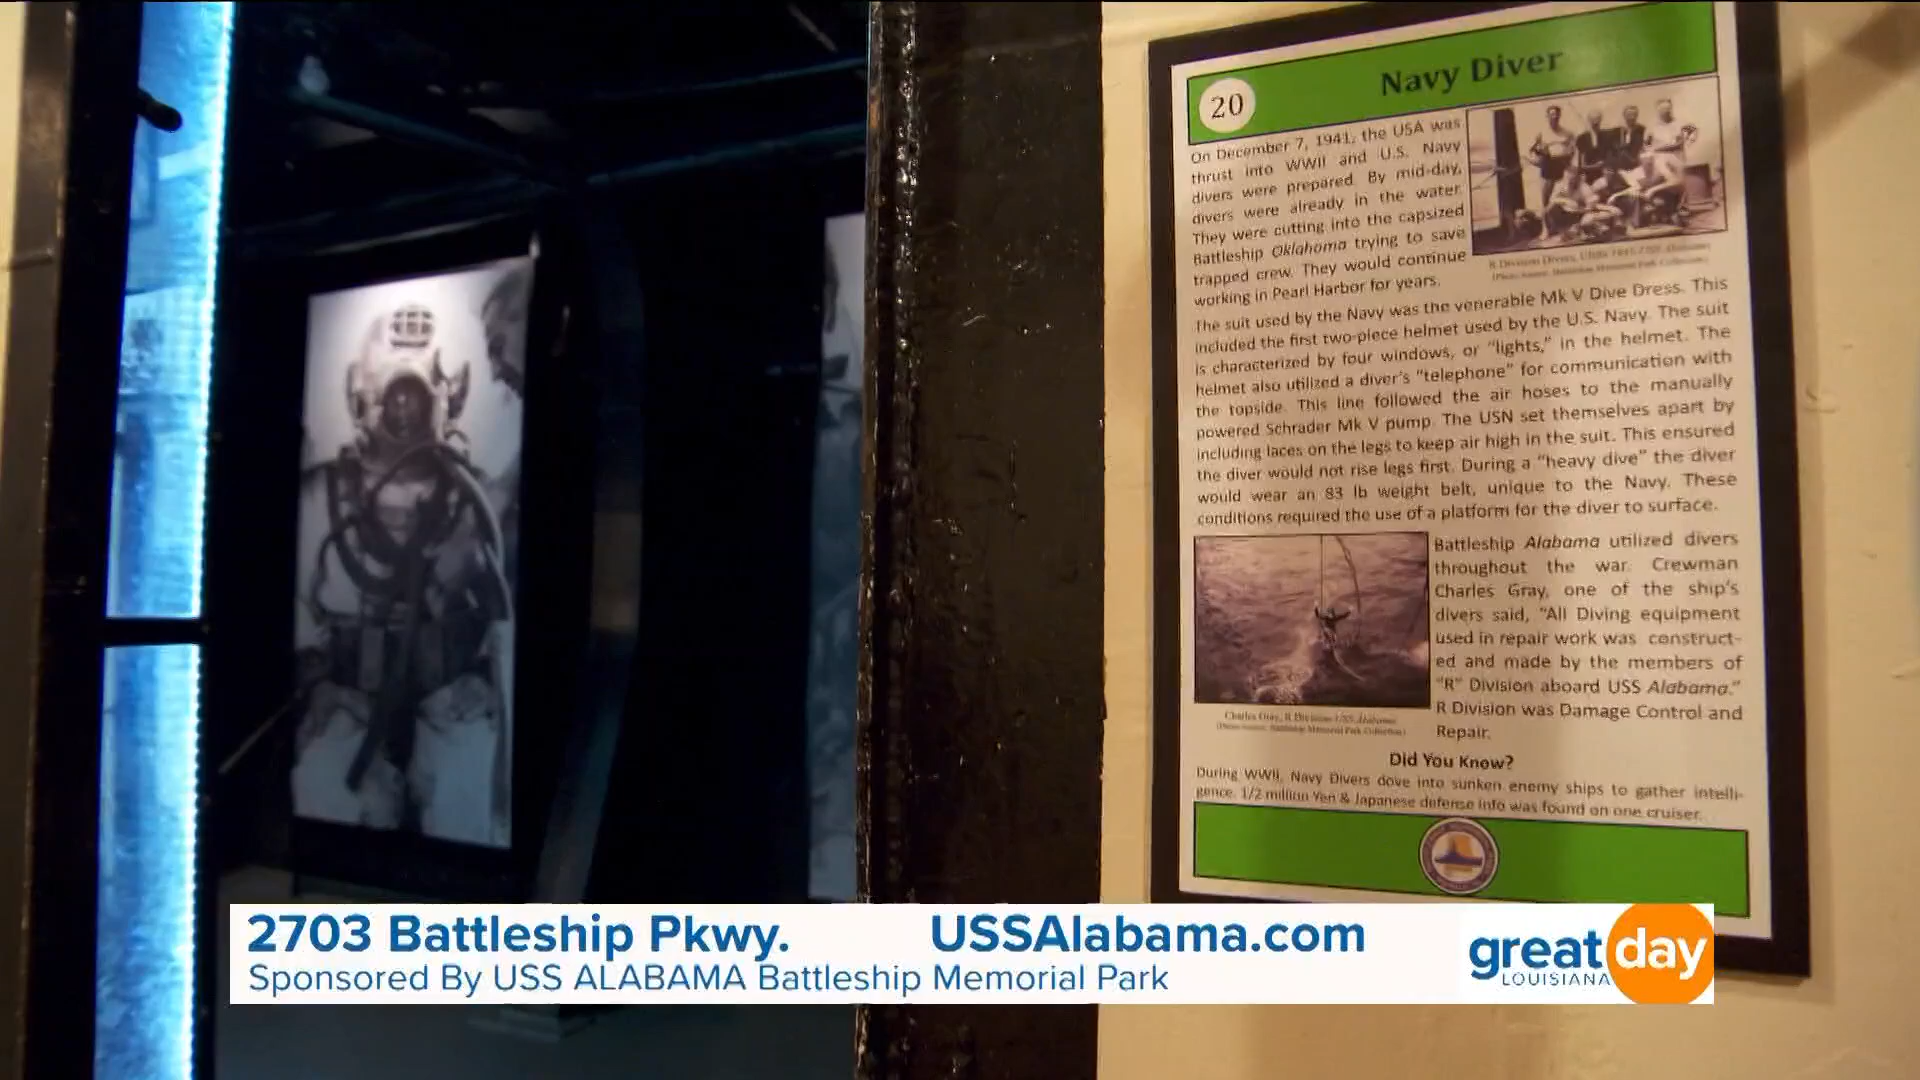 Navy Diver
20
On December 7, 1941, the USA was
thrust into WWII and U.S. Navy
divers were prepared. By mid-day,
divers were already in the water.
They were cutting into the capsized
Battleship Oklahoma trying to save
trapped crew. They would continue
working in Pearl Harbor for years.
R Division Divers,
The suit used by the Navy was the venerable Mk V Dive Dress. This
included the first two-piece helmet used by the U.S. Navy. The suit
is characterized by four windows, or "lights," in the helmet. The
helmet also utilized a diver's "telephone" for communication with
the topside. This line followed the air hoses to the manually
powered Schrader Mk V pump. The USN set themselves apart by
including laces on the legs to keep air high in the suit. This ensured
the diver would not rise legs first. During a "heavy dive" the diver
would wear an 83 lb weight belt, unique to the Navy. These
conditions required the use of a platform for the diver to surface.
Battleship Alabama utilized divers
throughout the war. Crewman
Charles Gray, one of the ship's
divers said, "All Diving equipment
used in repair work was construct-
ed and made by the members of
"R" Division aboard USS Alabama."
R Division was Damage Control and
Repair.
Charles Gray, R Division USS Alabama
(Photo Source: Battleship Memorial Park Collection)
Did You Know?
During WWII, Navy Divers dove into sunken enemy ships to gather intelli-
gence. 1/2 million Yen & Japanese defense info was found on one cruiser.
2703 Battleship Pkwy. USSAlabama.com
Sponsored By USS ALABAMA Battleship Memorial Park
great day
LOUISIANA